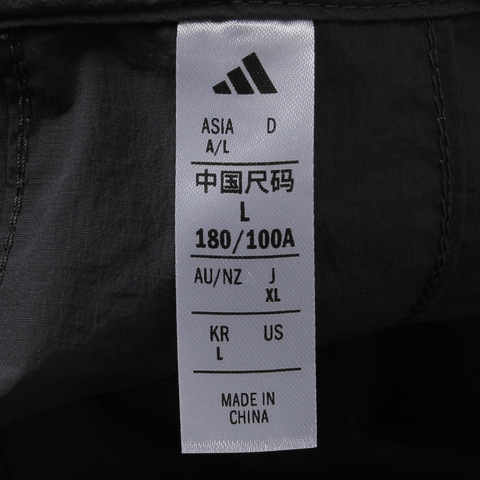 ASIA D
A/L
中国尺码
L
180/100A
AU/NZ J
XL
KR US
L
MADE IN
CHINA